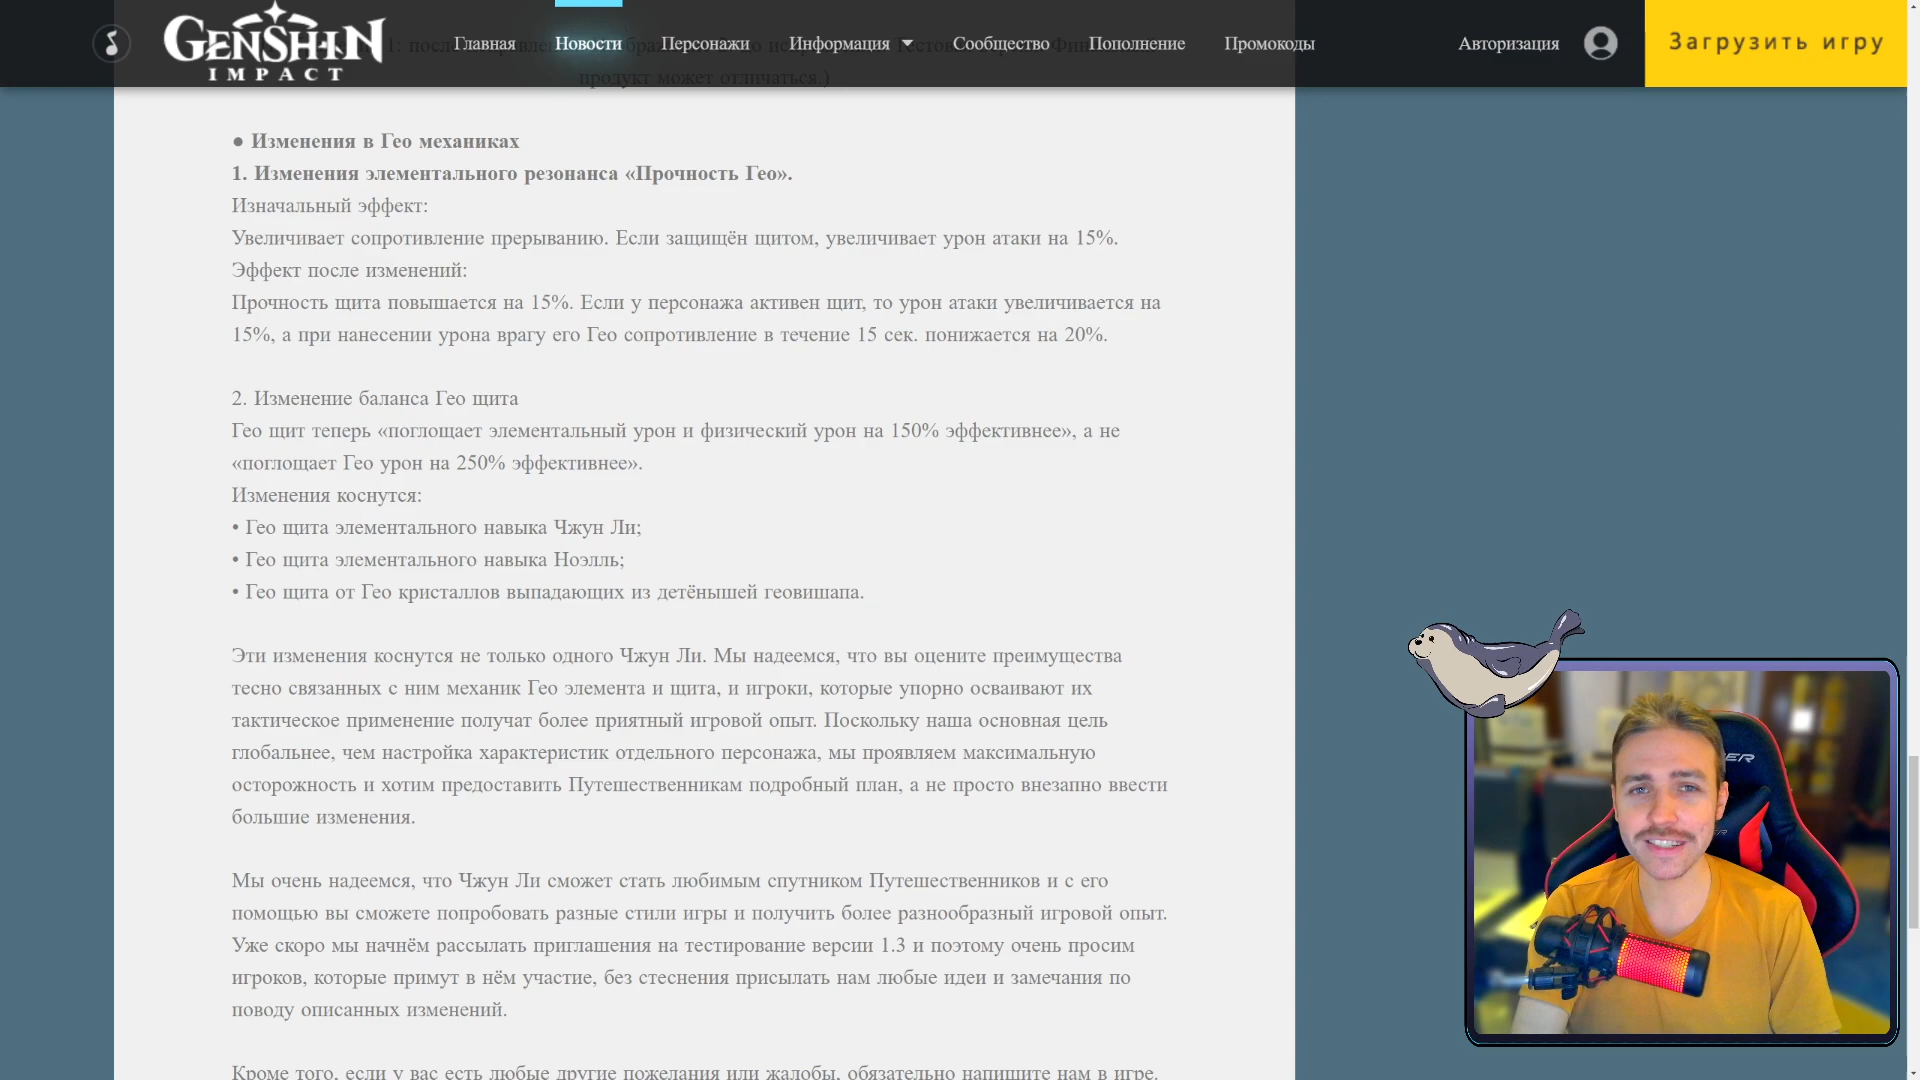 GENSHIN
IMPACT
Главная
Новости
Персонажи
Информация
Сообщество
Пополнение
Промокоды
Авторизация
Загрузить игру
продукт может отличаться.)
● Изменения в Гео механиках
1. Изменения элементального резонанса «Прочность Гео».
Изначальный эффект:
Увеличивает сопротивление прерыванию. Если защищён щитом, увеличивает урон атаки на 15%.
Эффект после изменений:
Прочность щита повышается на 15%. Если у персонажа активен щит, то урон атаки увеличивается на
15%, а при нанесении урона врагу его Гео сопротивление в течение 15 сек. понижается на 20%.
2. Изменение баланса Гео щита
Гео щит теперь «поглощает элементальный урон и физический урон на 150% эффективнее», а не
«поглощает Гео урон на 250% эффективнее».
Изменения коснутся:
• Гео щита элементального навыка Чжун Ли;
• Гео щита элементального навыка Ноэлль;
• Гео щита от Гео кристаллов выпадающих из детёнышей геовишапа.
Эти изменения коснутся не только одного Чжун Ли. Мы надеемся, что вы оцените преимущества
тесно связанных с ним механик Гео элемента и щита, и игроки, которые упорно осваивают их
тактическое применение получат более приятный игровой опыт. Поскольку наша основная цель
глобальнее, чем настройка характеристик отдельного персонажа, мы проявляем максимальную
осторожность и хотим предоставить Путешественникам подробный план, а не просто внезапно ввести
большие изменения.
Мы очень надеемся, что Чжун Ли сможет стать любимым спутником Путешественников и с его
помощью вы сможете попробовать разные стили игры и получить более разнообразный игровой опыт.
Уже скоро мы начнём рассылать приглашения на тестирование версии 1.3 и поэтому очень просим
игроков, которые примут в нём участие, без стеснения присылать нам любые идеи и замечания по
поводу описанных изменений.
Кроме того, если у вас есть любые другие пожелания или жалобы, обязательно напишите нам в игре.